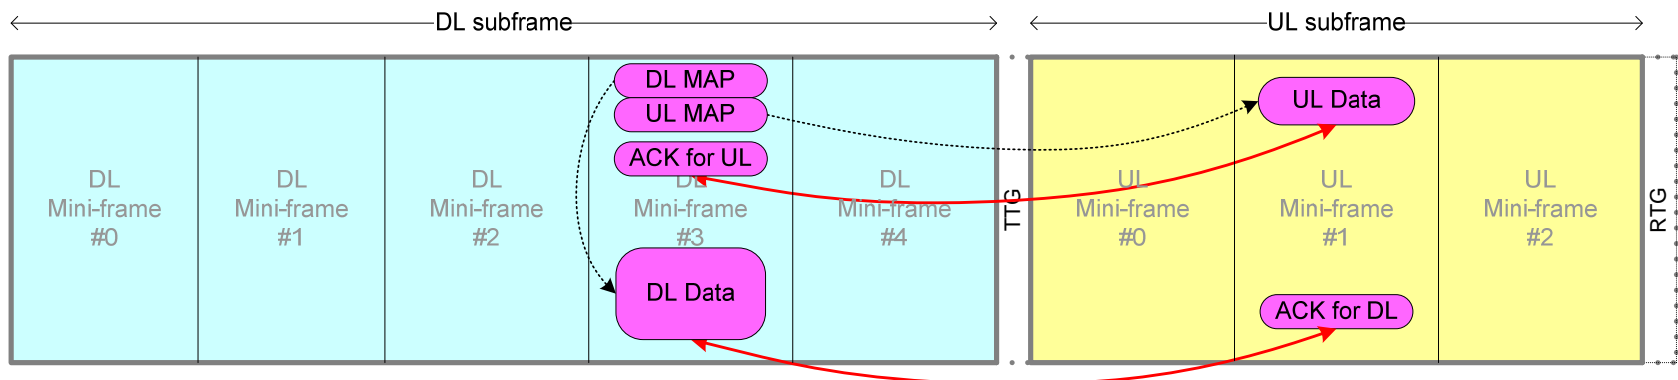 DL subframe
UL subframe
DL
Mini-frame
#0
DL
Mini-frame
#1
DL
Mini-frame
#2
DL MAP
UL MAP
ACK for UL
DL
Mini-frame
#3
DL Data
DL
Mini-frame
#4
TTG
UL
Mini-frame
#0
UL Data
UL
Mini-frame
#1
ACK for DL
UL
Mini-frame
#2
RTG